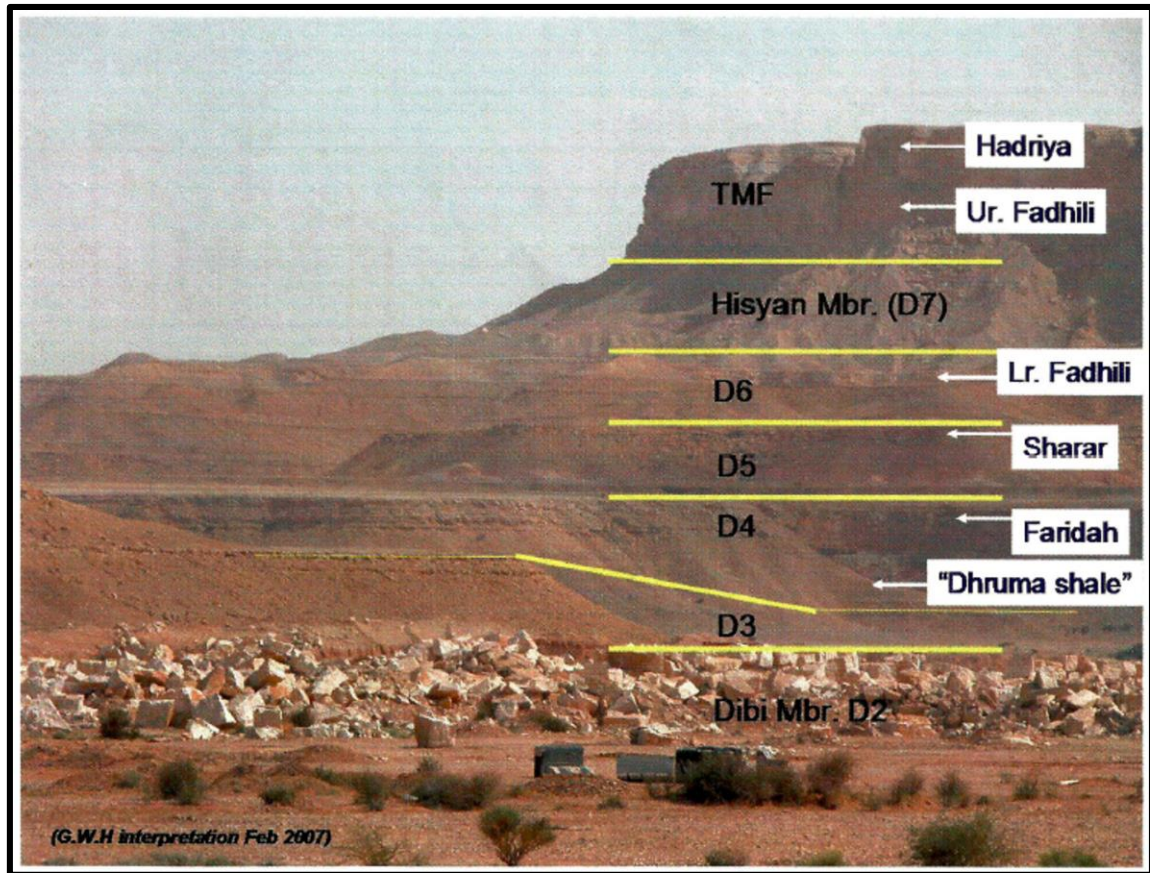 Hadriya
TMF
Ur. Fadhili
Hisyan Mbr. (D7)
Lr. Fadhili
D6
Sharar
D5
D4
Faridah
"Dhruma shale"
D3
Dibi Mbr. D2
(G.W.H interpretation Feb 2007)